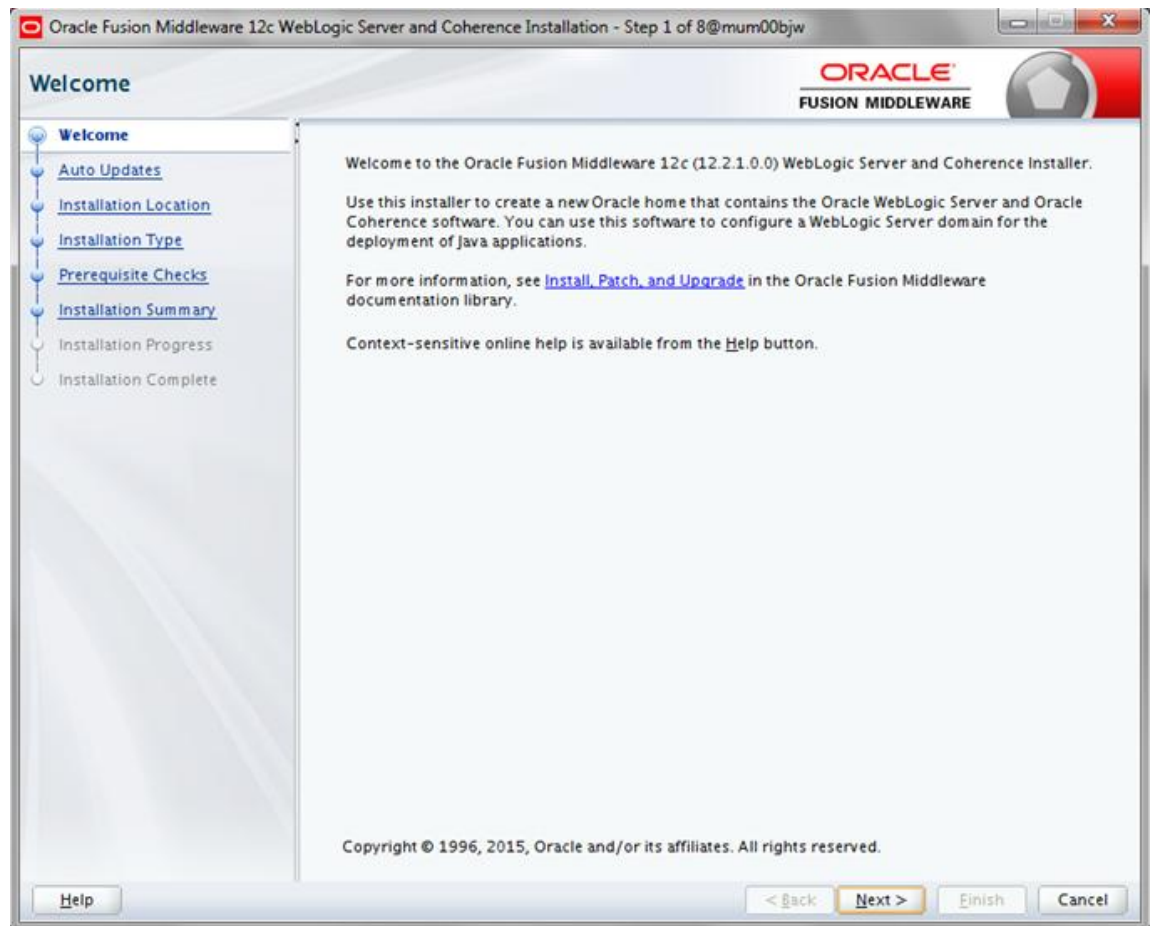 Oracle Fusion Middleware 12c WebLogic Server and Coherence Installation - Step 1 of 8@mum00bjw
Welcome
ORACLE
FUSION MIDDLEWARE
Welcome
Auto Updates
Installation Location
Installation Type
Prerequisite Checks
Installation Summary
Installation Progress
Installation Complete
Welcome to the Oracle Fusion Middleware 12c (12.2.1.0.0) WebLogic Server and Coherence Installer.
Use this installer to create a new Oracle home that contains the Oracle WebLogic Server and Oracle
Coherence software. You can use this software to configure a WebLogic Server domain for the
deployment of Java applications.
For more information, see Install, Patch, and Upgrade in the Oracle Fusion Middleware
documentation library.
Context-sensitive online help is available from the Help button.
Copyright © 1996, 2015, Oracle and/or its affiliates. All rights reserved.
Help
< Back
Next >
Finish
Cancel